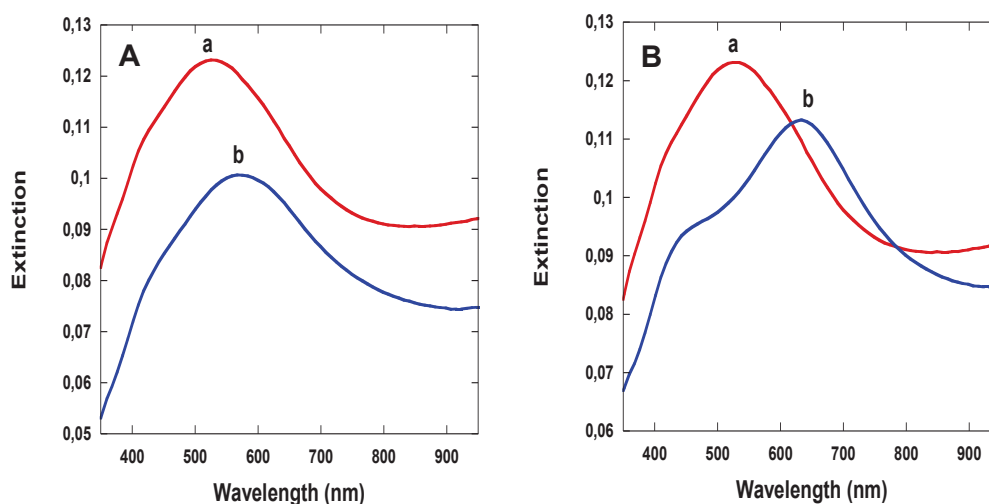 A
a
b
0,13
0,12
0,11
0,1
0,09
0,08
0,07
0,06
0,05
400 500 600 700 800 900
Extinction
Wavelength (nm)
B
a
b
0,13
0,12
0,11
0,1
0,09
0,08
0,07
0,06
400 500 600 700 800 900
Extinction
Wavelength (nm)